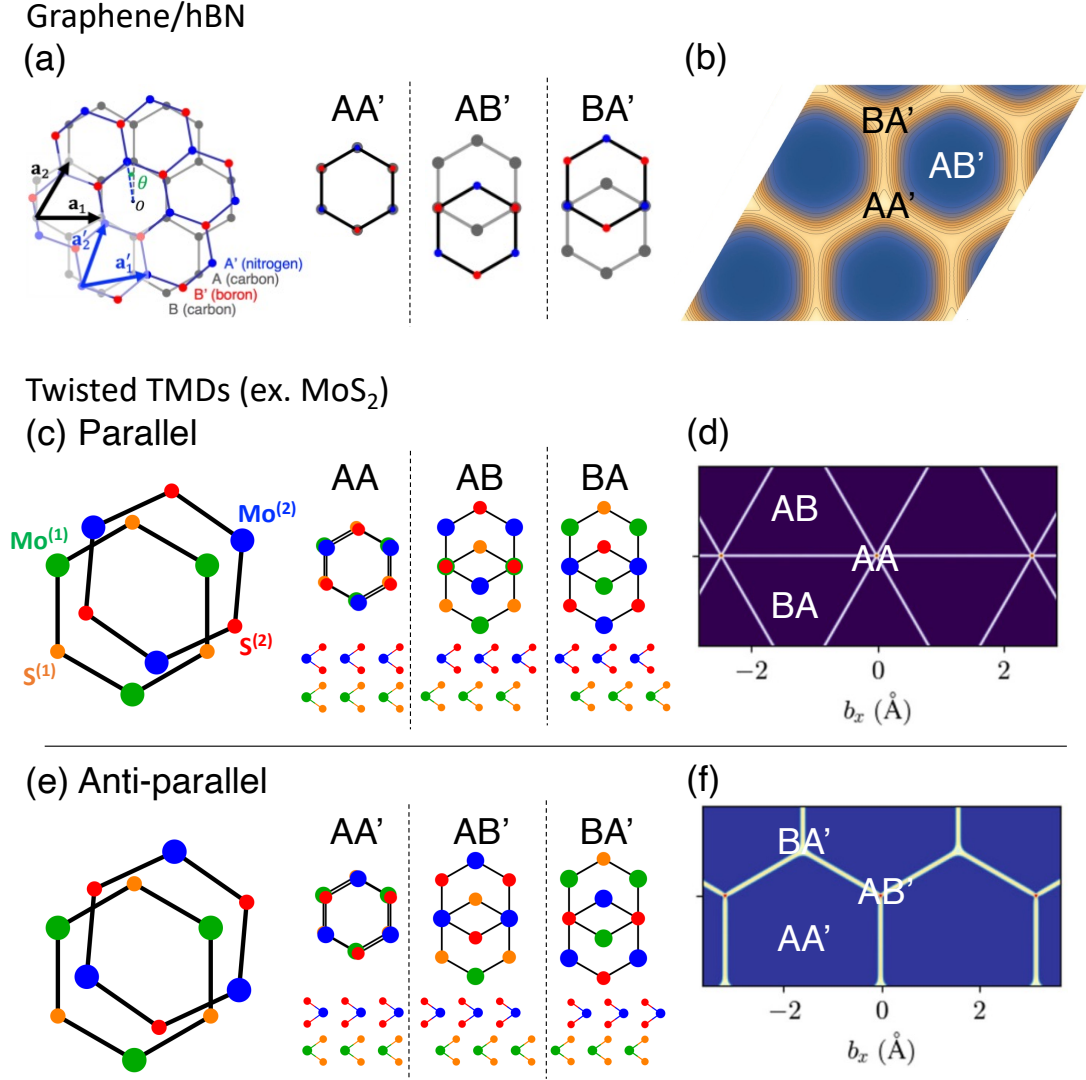 Graphene/hBN
(a)
(b)
AA’ AB’ BA’
a₂
a₁
θ
o
a′₂
a′₁
A' (nitrogen)
A (carbon)
B' (boron)
B (carbon)
BA’
AB’
AA’
Twisted TMDs (ex. MoS₂)
(c) Parallel
(d)
AA AB BA
Mo⁽¹⁾
Mo⁽²⁾
S⁽¹⁾
S⁽²⁾
AB
AA
BA
−2 0 2
bₓ (Å)
(e) Anti-parallel
(f)
AA’ AB’ BA’
BA’
AB’
AA’
−2 0 2
bₓ (Å)